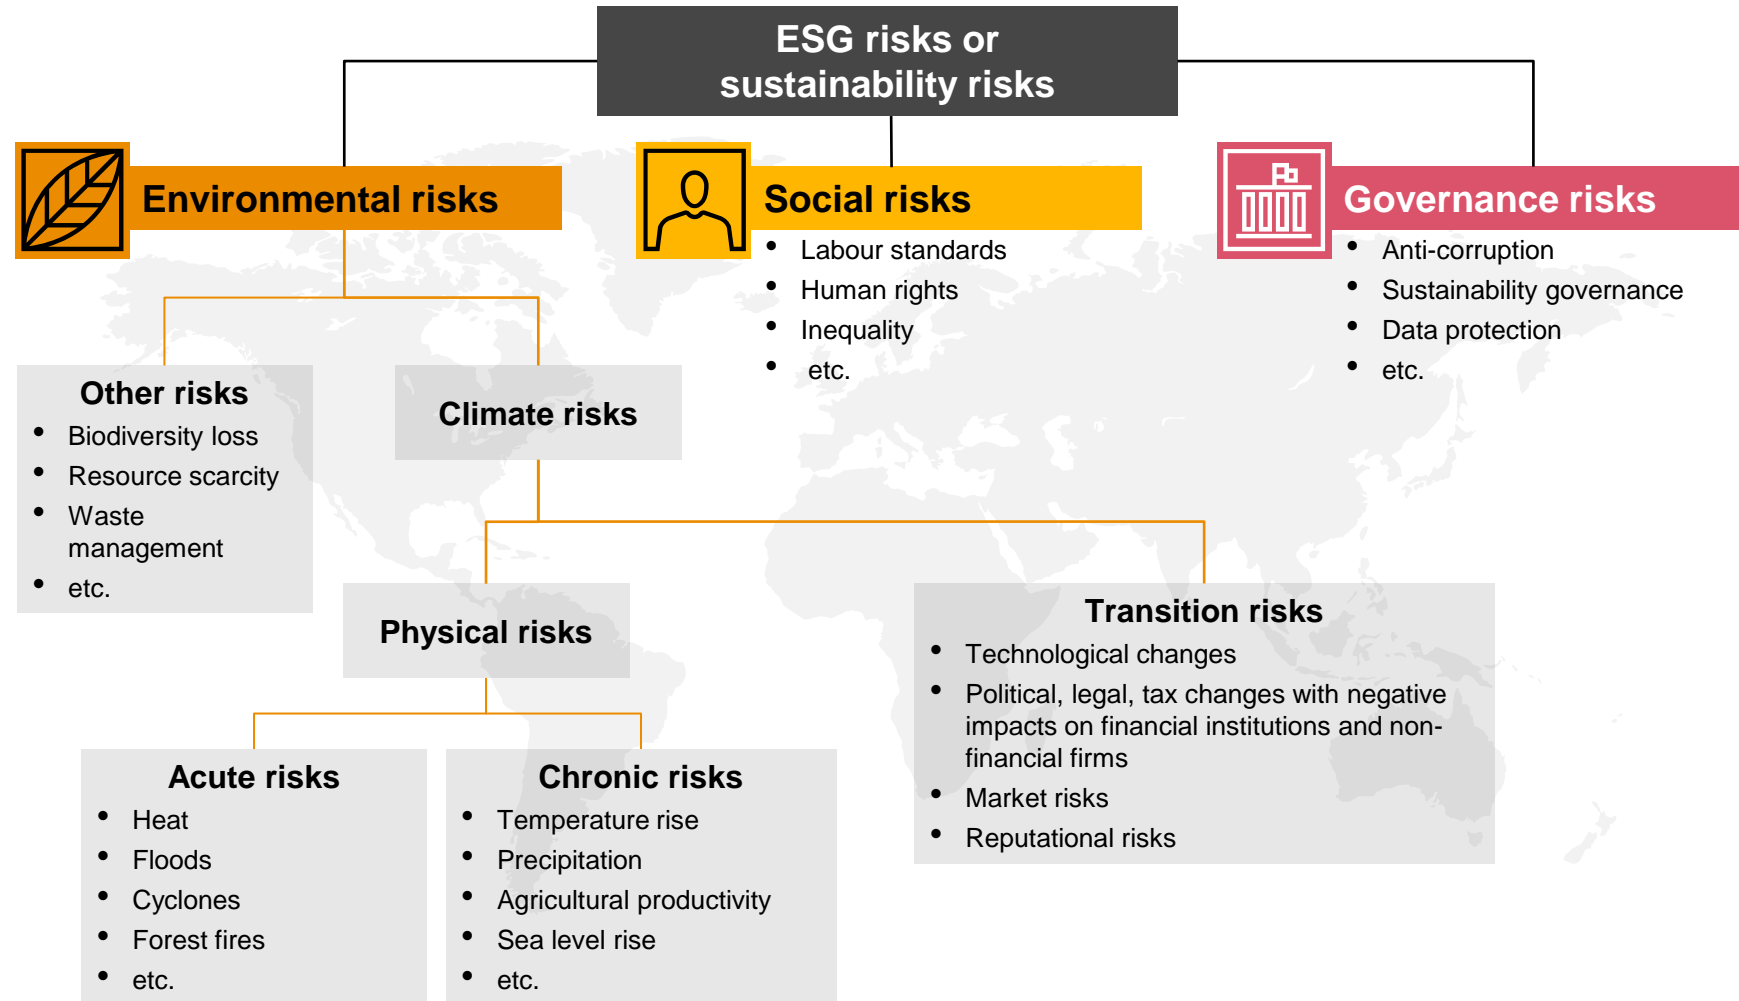 ESG risks or
sustainability risks
Environmental risks
Social risks
• Labour standards
• Human rights
• Inequality
• etc.
Governance risks
• Anti-corruption
• Sustainability governance
• Data protection
• etc.
Other risks
• Biodiversity loss
• Resource scarcity
• Waste
management
• etc.
Climate risks
Physical risks
Transition risks
• Technological changes
• Political, legal, tax changes with negative
impacts on financial institutions and non-
financial firms
• Market risks
• Reputational risks
Acute risks
• Heat
• Floods
• Cyclones
• Forest fires
• etc.
Chronic risks
• Temperature rise
• Precipitation
• Agricultural productivity
• Sea level rise
• etc.